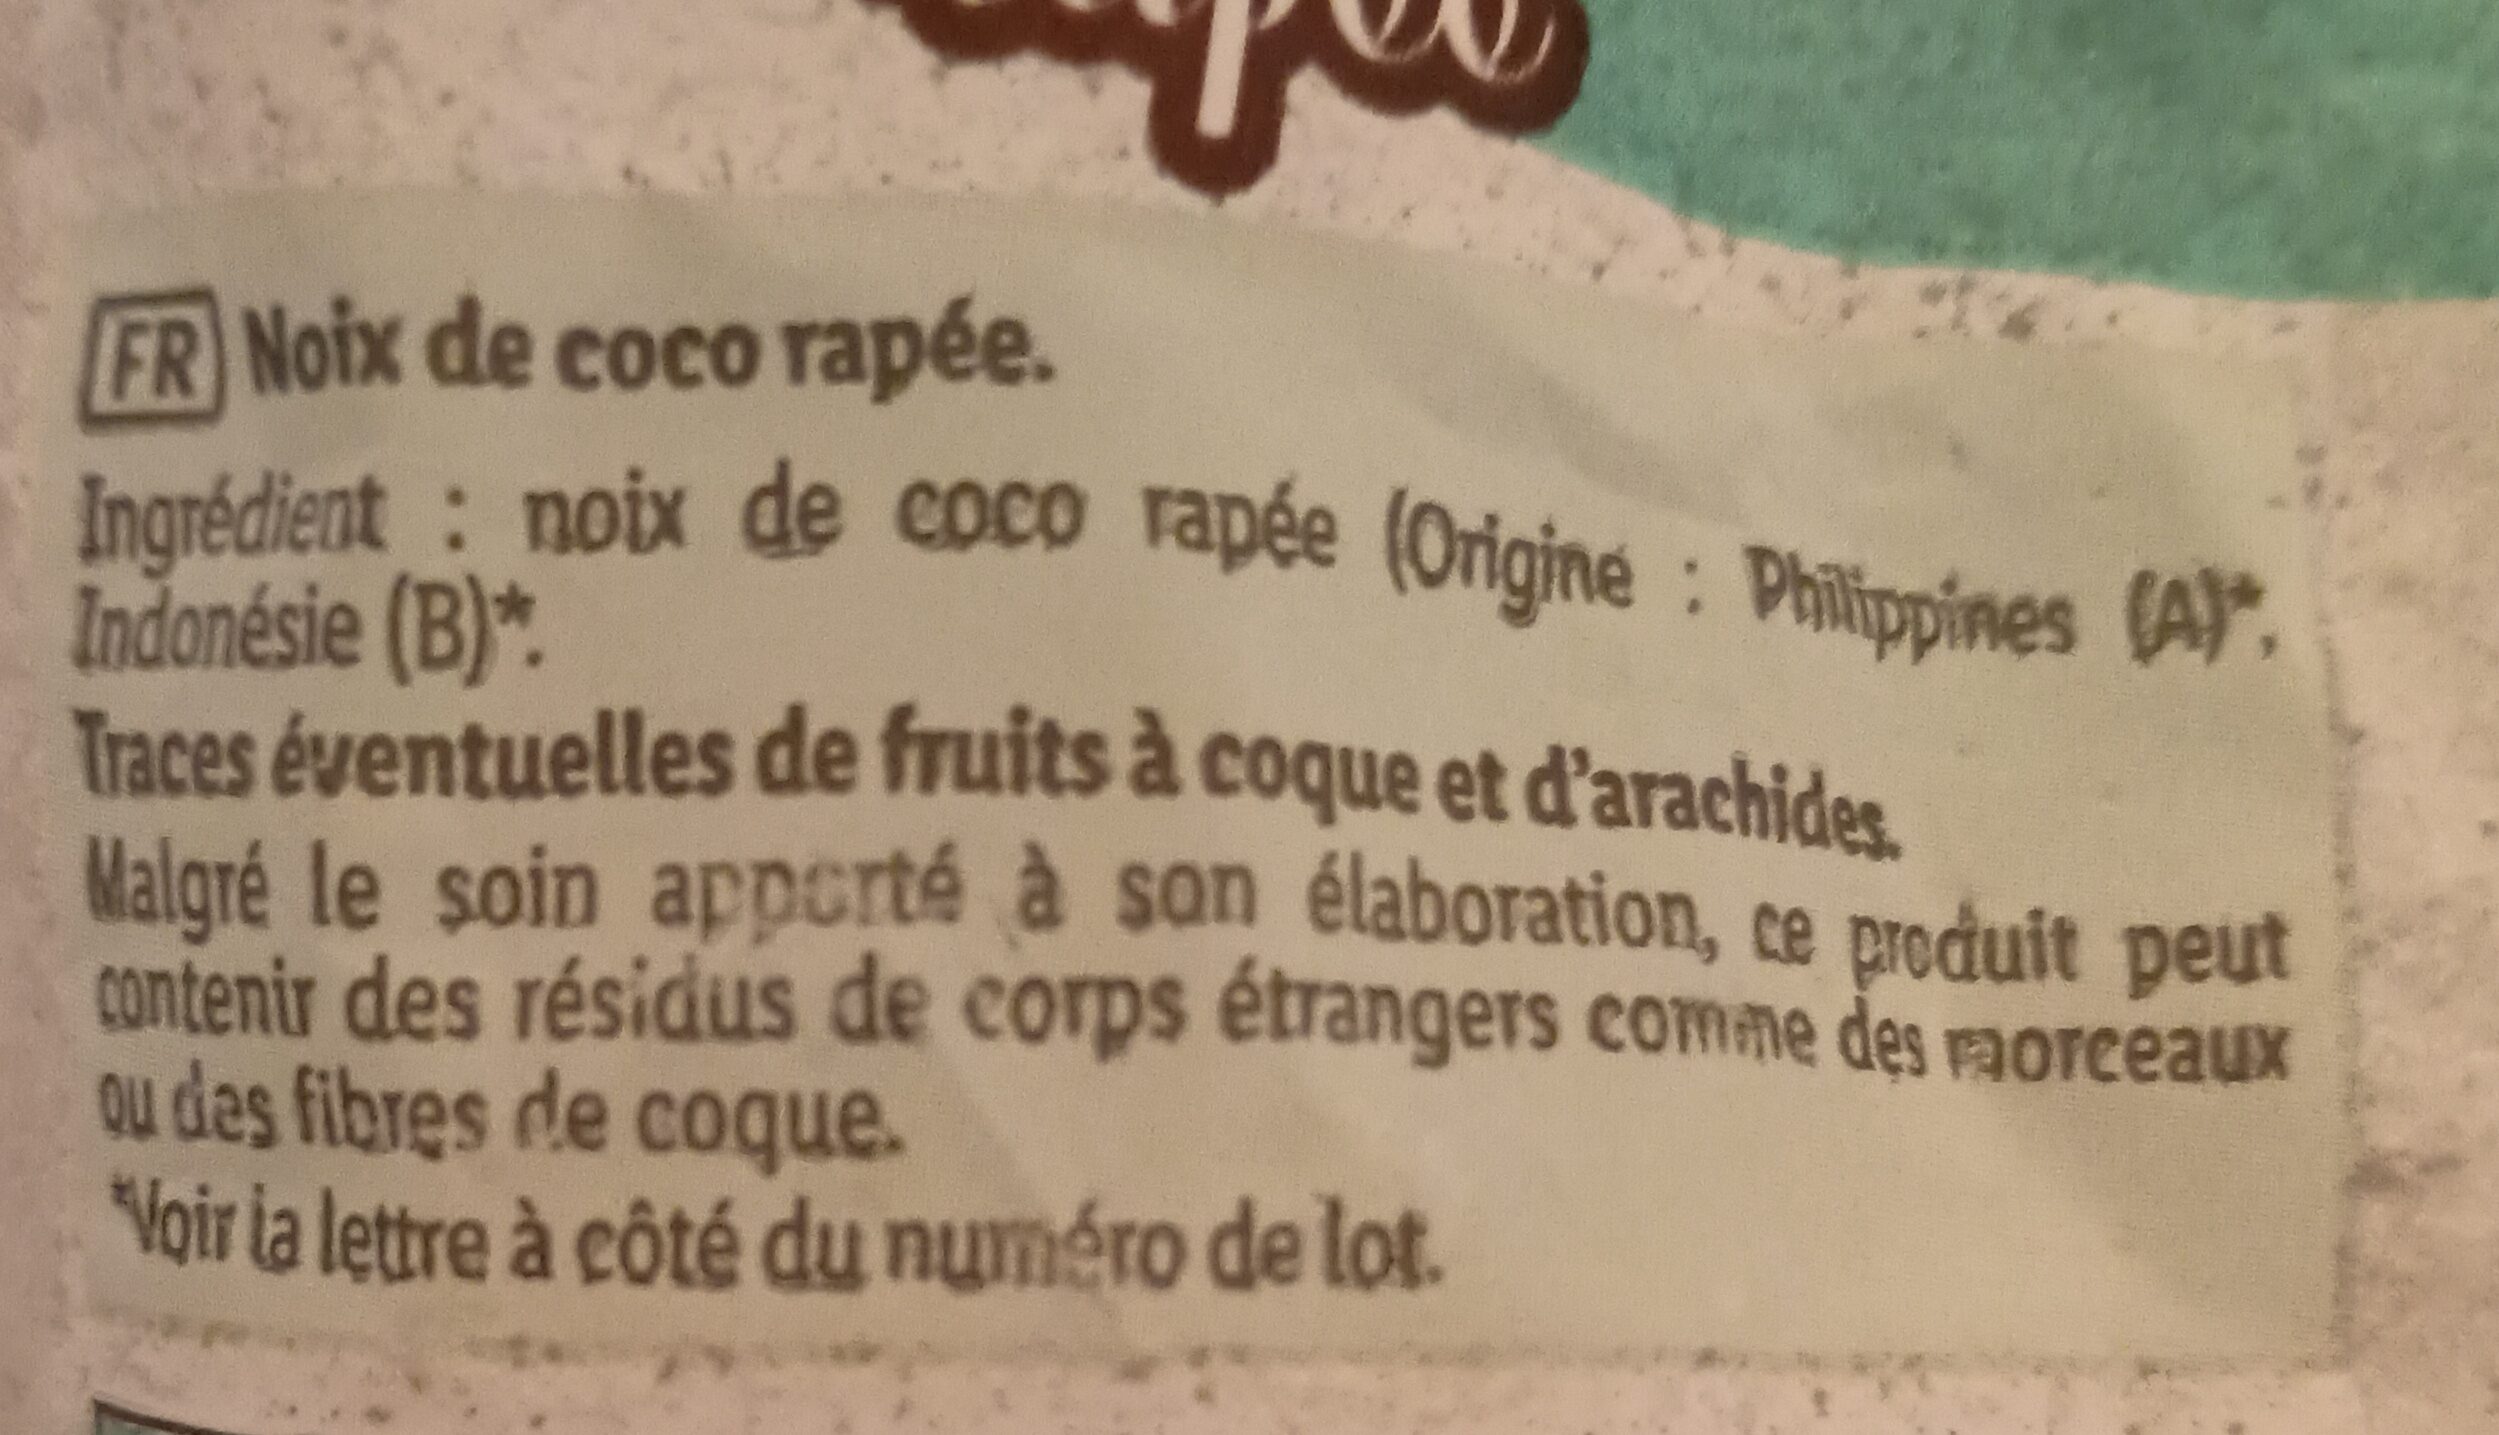 FR Noix de coco rapée.
Ingrédient : noix de coco rapée (Origine : Philippines (A)*,
Indonésie (B)*.
Traces éventuelles de fruits à coque et d'arachides.
Malgré le soin apporté à son élaboration, ce produit peut
contenir des résidus de corps étrangers comme des morceaux
ou des fibres de coque.
*Voir la lettre à côté du numéro de lot.